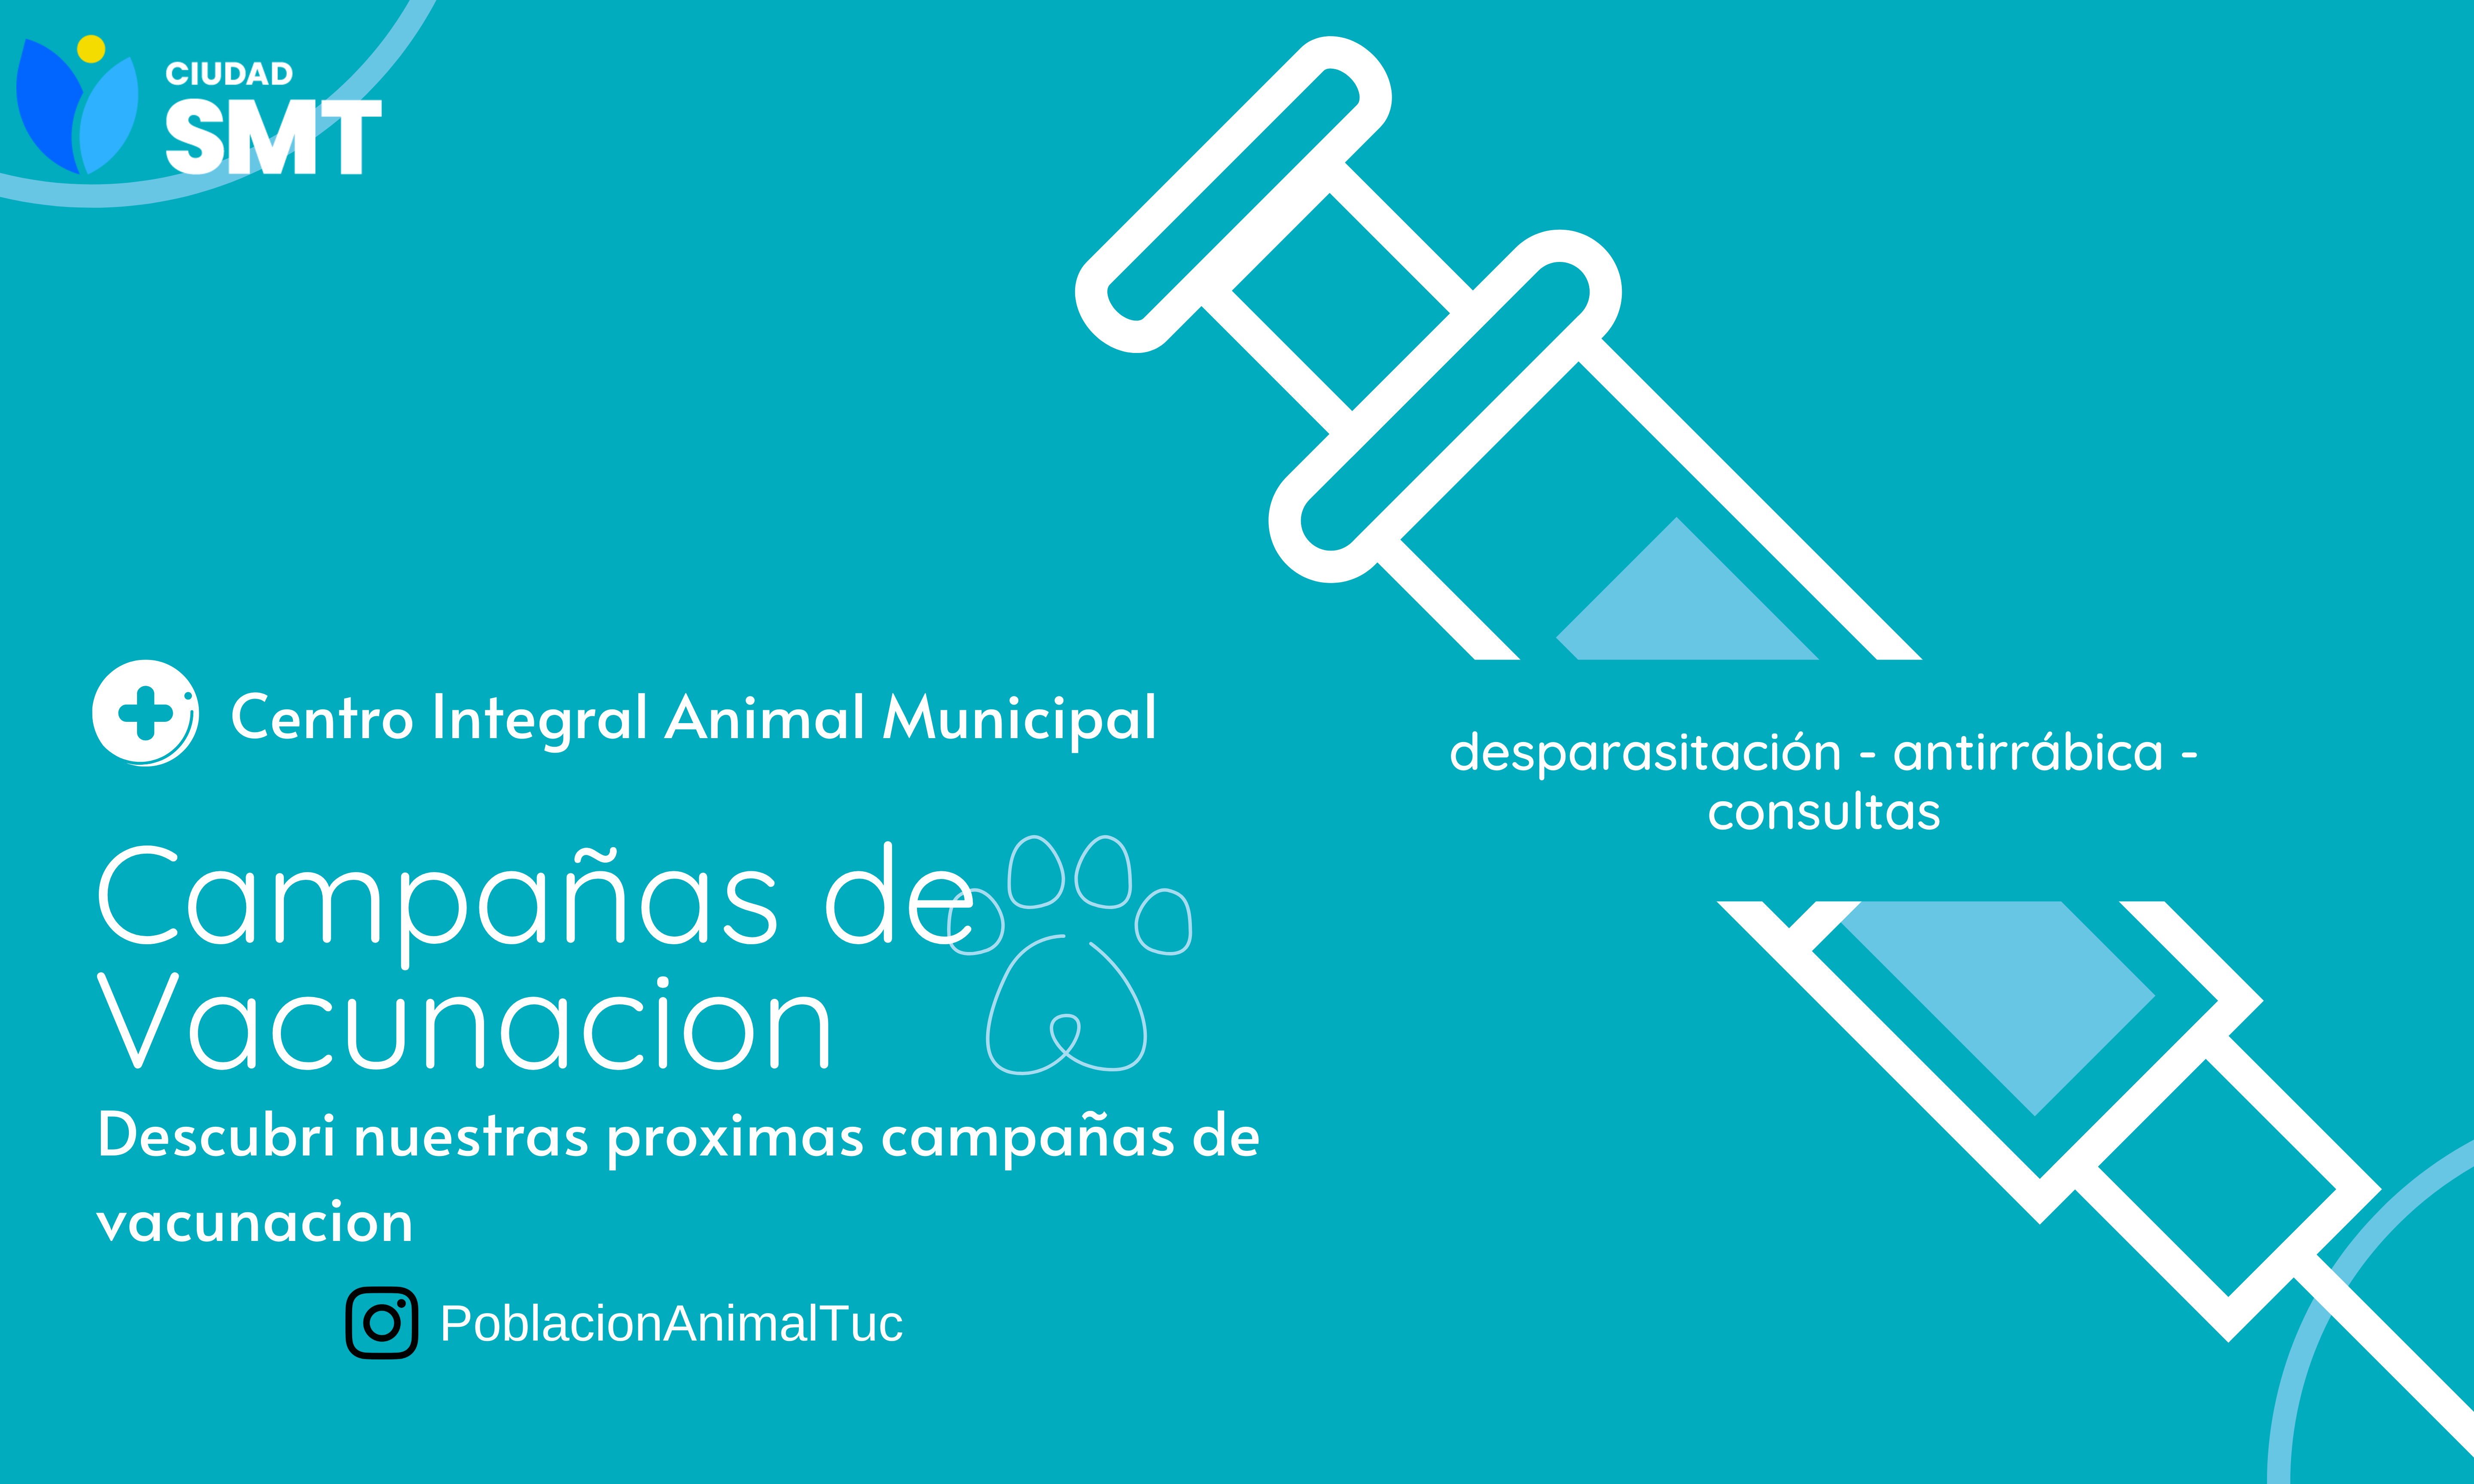 CIUDAD
SMT
Centro Integral Animal Municipal
Campañas de
Vacunacion
Descubri nuestras proximas campañas de
vacunacion
PoblacionAnimalTuc
desparasitación - antirrábica -
consultas